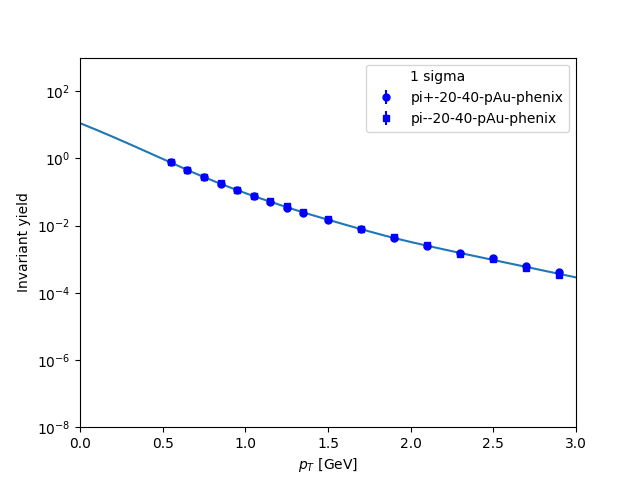 1 sigma
pi+-20-40-pAu-phenix
pi--20-40-pAu-phenix
10^2
10^0
10^-2
10^-4
10^-6
10^-8
Invariant yield
0.0 0.5 1.0 1.5 2.0 2.5 3.0
p_T [GeV]